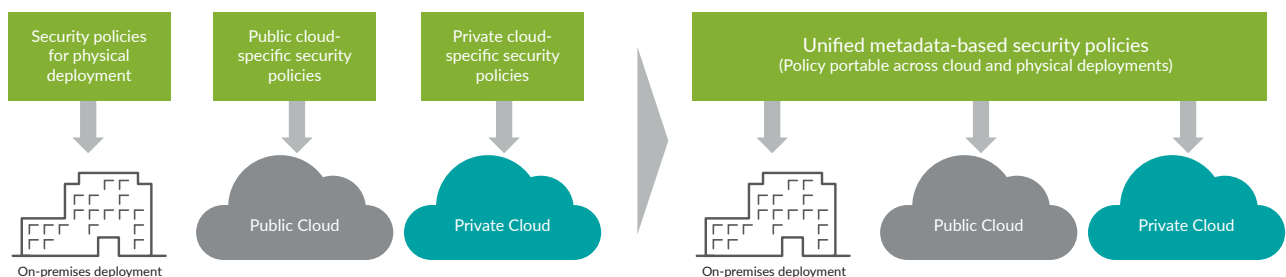 Security policies
for physical
deployment
Public cloud-
specific security
policies
Private cloud-
specific security
policies
Unified metadata-based security policies
(Policy portable across cloud and physical deployments)
Public Cloud
Private Cloud
On-premises deployment
Public Cloud
Private Cloud
On-premises deployment